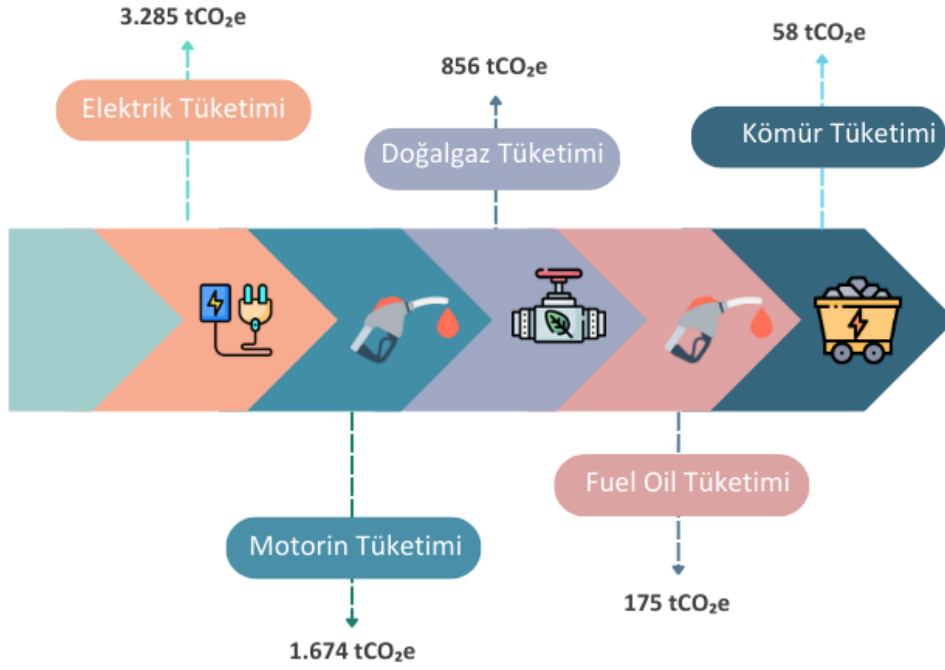 3.285 tCO₂e
Elektrik Tüketimi
856 tCO₂e
Doğalgaz Tüketimi
58 tCO₂e
Kömür Tüketimi
Motorin Tüketimi
1.674 tCO₂e
Fuel Oil Tüketimi
175 tCO₂e